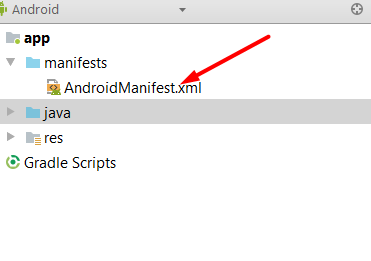 Android
app
manifests
AndroidManifest.xml
java
res
Gradle Scripts